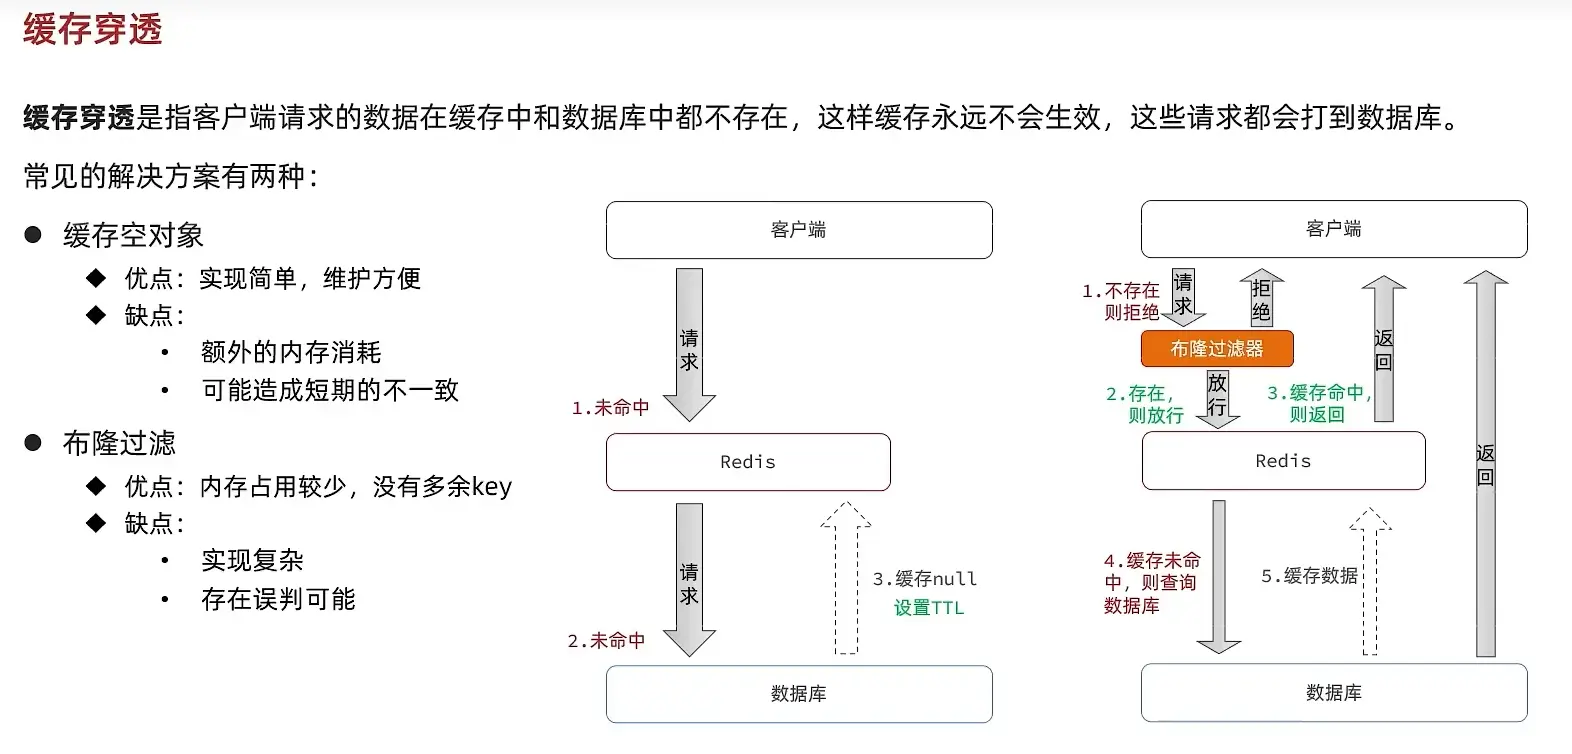 缓存穿透
缓存穿透是指客户端请求的数据在缓存中和数据库中都不存在，这样缓存永远不会生效，这些请求都会打到数据库。
常见的解决方案有两种：
● 缓存空对象
◆ 优点：实现简单，维护方便
◆ 缺点：
• 额外的内存消耗
• 可能造成短期的不一致
● 布隆过滤
◆ 优点：内存占用较少，没有多余key
◆ 缺点：
• 实现复杂
• 存在误判可能
客户端
请求
1.未命中
Redis
请求
2.未命中
3.缓存null
设置TTL
数据库
客户端
1.不存在
则拒绝
请求
拒绝
布隆过滤器
2.存在，
则放行
放行
3.缓存命中，
则返回
返回
Redis
4.缓存未命
中，则查询
数据库
5.缓存数据
返回
数据库